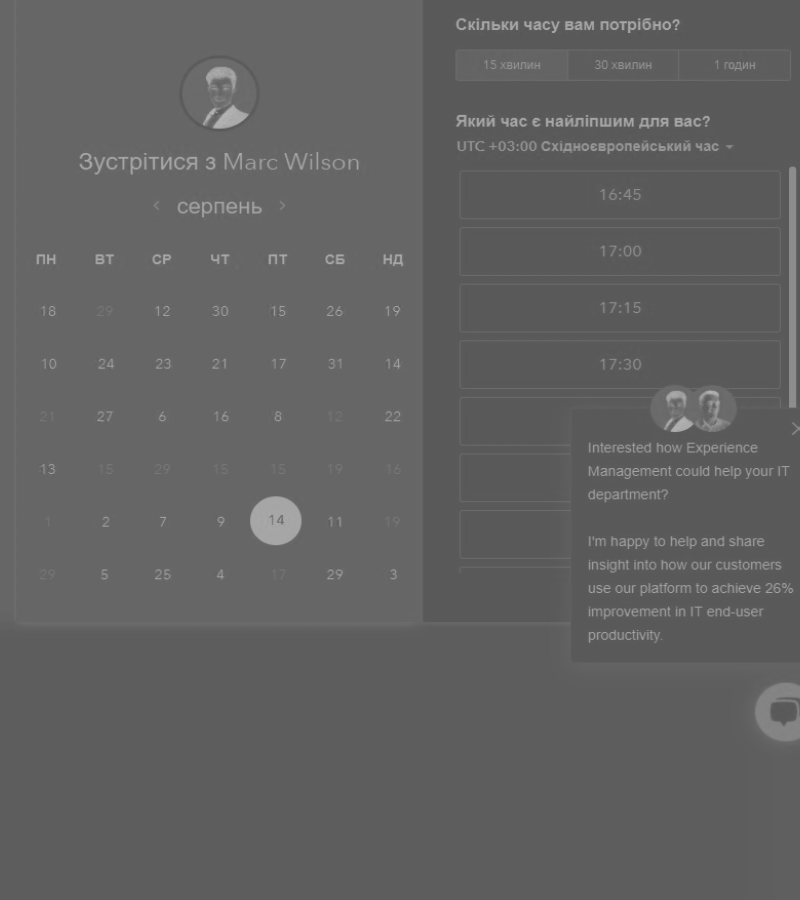 Зустрітися з Marc Wilson
серпень
ПН ВТ СР ЧТ ПТ СБ НД
18 29 12 30 15 26 19
10 24 23 21 17 31 14
21 27 6 16 8 12 22
13 15 29 15 15 19 16
1 2 7 9 14 11 19
29 5 25 4 17 29 3
Скільки часу вам потрібно?
15 хвилин 30 хвилин 1 годин
Який час є найліпшим для вас?
UTC +03:00 Східноєвропейський час
16:45
17:00
17:15
17:30
Interested how Experience
Management could help your IT
department?
I'm happy to help and share
insight into how our customers
use our platform to achieve 26%
improvement in IT end-user
productivity.